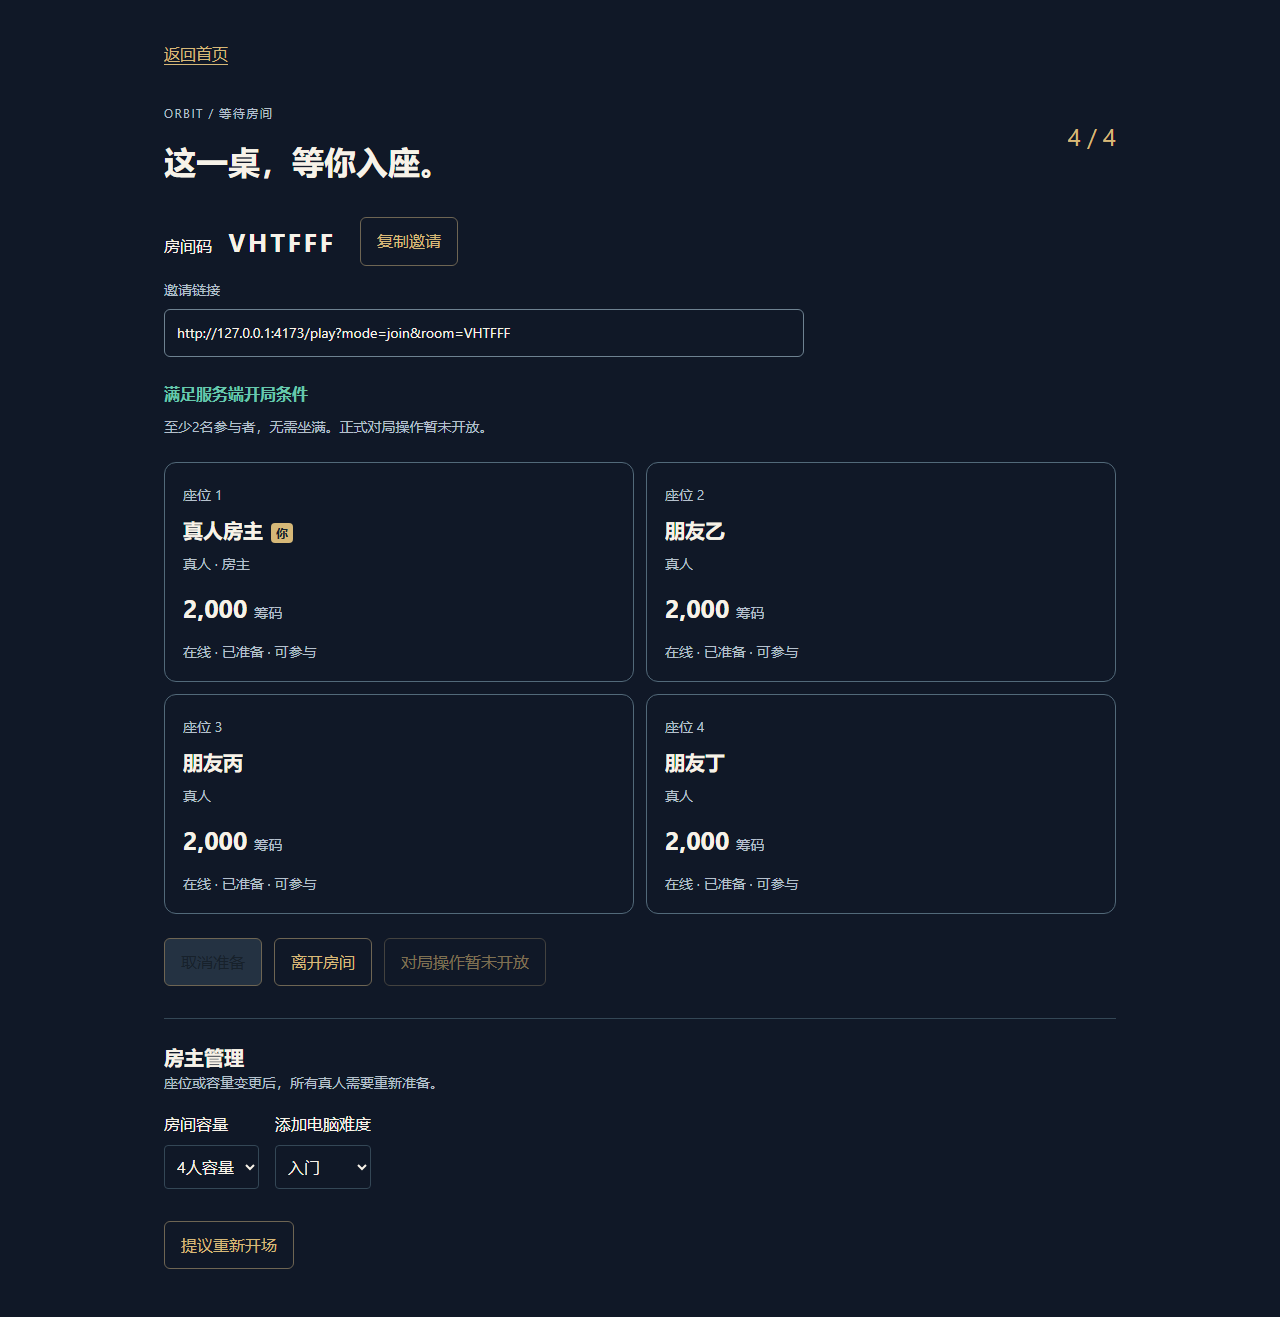 返回首页
ORBIT / 等待房间
这一桌，等你入座。
4 / 4
房间码 VHTFFF 复制邀请
邀请链接
http://127.0.0.1:4173/play?mode=join&room=VHTFFF
满足服务端开局条件
至少2名参与者，无需坐满。正式对局操作暂未开放。
座位 1
真人房主 你
真人 · 房主
2,000 筹码
在线 · 已准备 · 可参与
座位 2
朋友乙
真人
2,000 筹码
在线 · 已准备 · 可参与
座位 3
朋友丙
真人
2,000 筹码
在线 · 已准备 · 可参与
座位 4
朋友丁
真人
2,000 筹码
在线 · 已准备 · 可参与
取消准备 离开房间 对局操作暂未开放
房主管理
座位或容量变更后，所有真人需要重新准备。
房间容量 添加电脑难度
4人容量 入门
提议重新开场